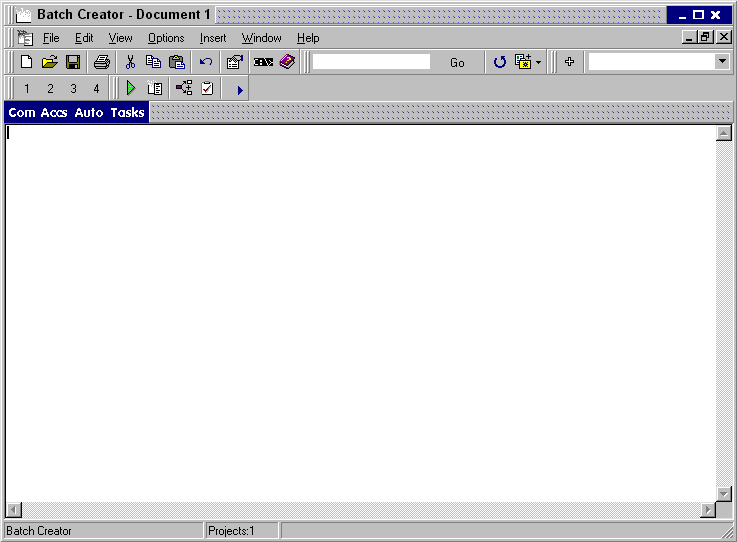 Batch Creator - Document 1
File Edit View Options Insert Window Help
Go
1 2 3 4
Com Accs Auto Tasks
Batch Creator Projects:1